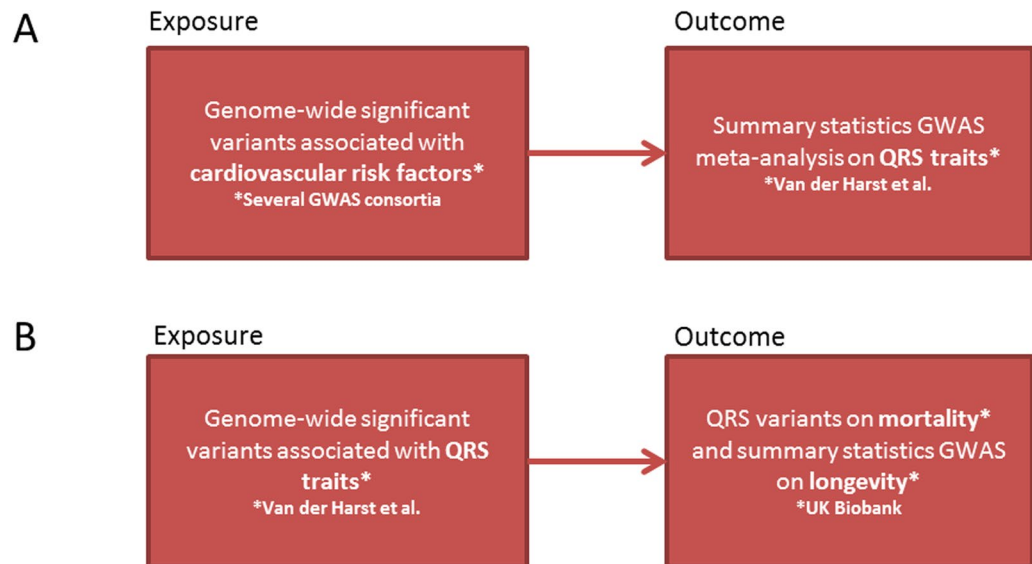 A
Exposure
Outcome
Genome-wide significant
variants associated with
cardiovascular risk factors*
*Several GWAS consortia
Summary statistics GWAS
meta-analysis on QRS traits*
*Van der Harst et al.
B
Exposure
Outcome
Genome-wide significant
variants associated with QRS
traits*
*Van der Harst et al.
QRS variants on mortality*
and summary statistics GWAS
on longevity*
*UK Biobank